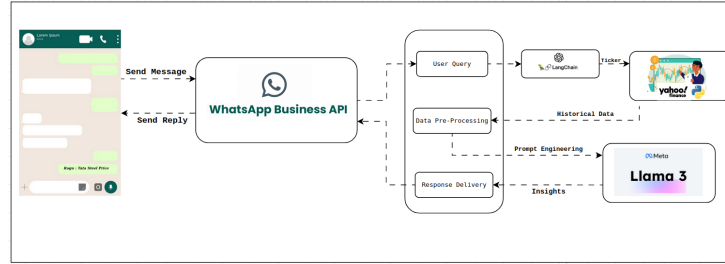 Lorem Ipsum
Send Message
Send Reply
WhatsApp Business API
User Query
LangChain
Ticker
yahoo!
finance
Historical Data
Data Pre-Processing
Prompt Engineering
Meta
Llama 3
Response Delivery
Insights